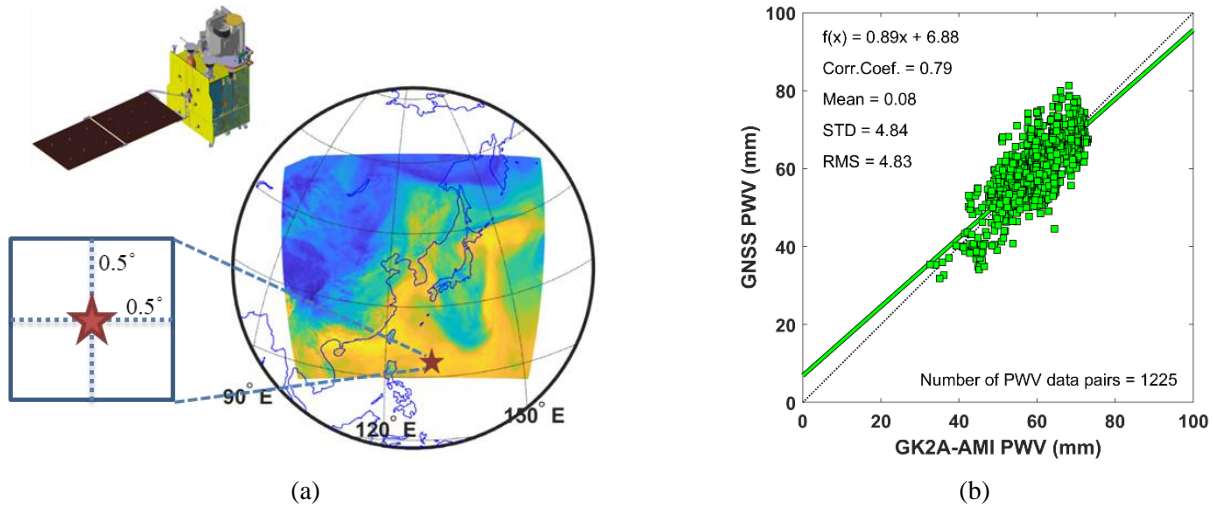 0.5°
0.5°
90° E
120° E
150° E
(a)
100
80
60
40
20
0
GNSS PWV (mm)
f(x) = 0.89x + 6.88
Corr.Coef. = 0.79
Mean = 0.08
STD = 4.84
RMS = 4.83
Number of PWV data pairs = 1225
0 20 40 60 80 100
GK2A-AMI PWV (mm)
(b)